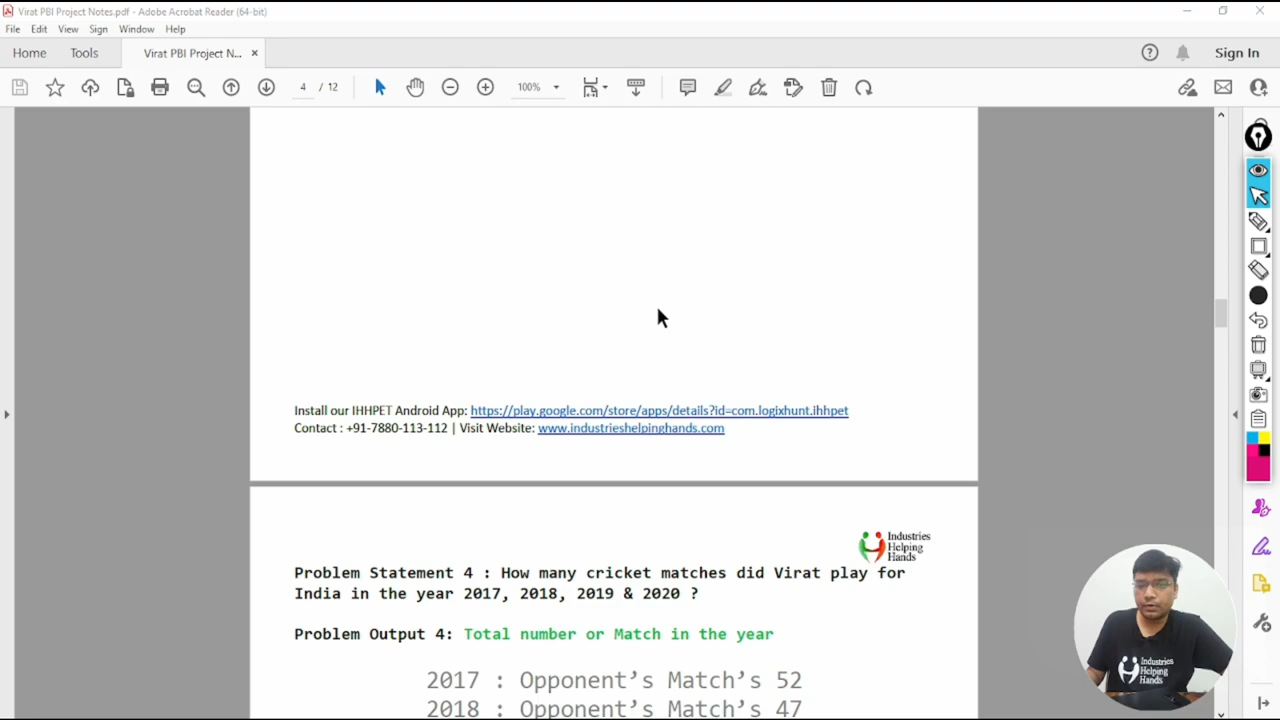 Virat PBI Project Notes.pdf - Adobe Acrobat Reader (64-bit)
File Edit View Sign Window Help
Home Tools Virat PBI Project N... × Sign In
4 / 12 100%
Install our IHHPET Android App: https://play.google.com/store/apps/details?id=com.logixhunt.ihhpet
Contact : +91-7880-113-112 | Visit Website: www.industrieshelpinghands.com
Industries
Helping
Hands
Problem Statement 4 : How many cricket matches did Virat play for
India in the year 2017, 2018, 2019 & 2020 ?
Problem Output 4: Total number or Match in the year
2017 : Opponent’s Match’s 52
2018 : Opponent’s Match’s 47
Industries
Helping
Hands